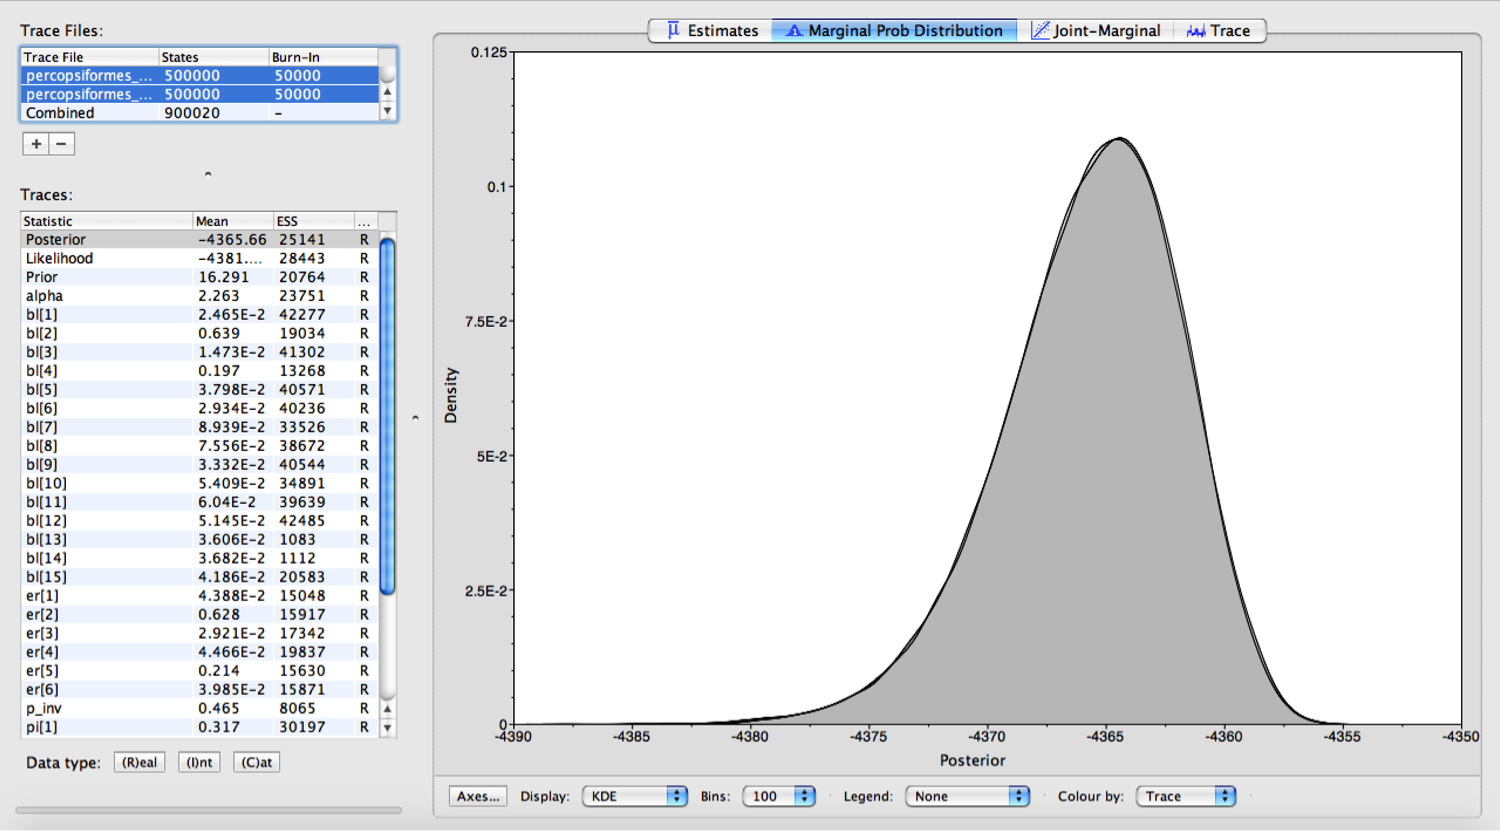 Trace Files:
Trace File States Burn-In
percopsiformes_... 500000 50000
percopsiformes_... 500000 50000
Combined 900020 -
+ -
Traces:
Statistic Mean ESS ...
Posterior -4365.66 25141 R
Likelihood -4381.... 28443 R
Prior 16.291 20764 R
alpha 2.263 23751 R
bl[1] 2.465E-2 42277 R
bl[2] 0.639 19034 R
bl[3] 1.473E-2 41302 R
bl[4] 0.197 13268 R
bl[5] 3.798E-2 40571 R
bl[6] 2.934E-2 40236 R
bl[7] 8.939E-2 33526 R
bl[8] 7.556E-2 38672 R
bl[9] 3.332E-2 40544 R
bl[10] 5.409E-2 34891 R
bl[11] 6.04E-2 39639 R
bl[12] 5.145E-2 42485 R
bl[13] 3.606E-2 1083 R
bl[14] 3.682E-2 1112 R
bl[15] 4.186E-2 20583 R
er[1] 4.388E-2 15048 R
er[2] 0.628 15917 R
er[3] 2.921E-2 17342 R
er[4] 4.466E-2 19837 R
er[5] 0.214 15630 R
er[6] 3.985E-2 15871 R
p_inv 0.465 8065 R
pi[1] 0.317 30197 R
Data type: (R)eal (I)nt (C)at
Estimates Marginal Prob Distribution Joint-Marginal Trace
0.125
0.1
7.5E-2
5E-2
2.5E-2
0
Density
-4390 -4385 -4380 -4375 -4370 -4365 -4360 -4355 -4350
Posterior
Axes... Display: KDE Bins: 100 Legend: None Colour by: Trace